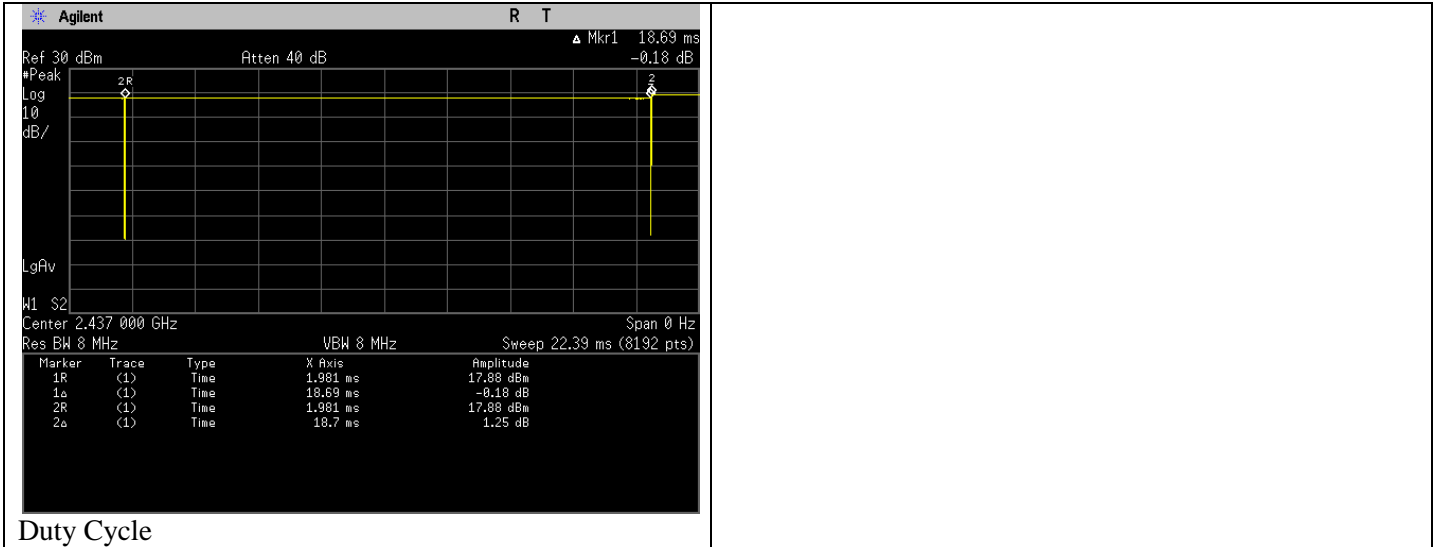 Agilent R T
Δ Mkr1 18.69 ms
Ref 30 dBm Atten 40 dB -0.18 dB
#Peak
Log
10
dB/
2R
2
LgAv
W1 S2
Center 2.437 000 GHz Span 0 Hz
Res BW 8 MHz VBW 8 MHz Sweep 22.39 ms (8192 pts)
Marker Trace Type X Axis Amplitude
1R (1) Time 1.981 ms 17.88 dBm
1Δ (1) Time 18.69 ms -0.18 dB
2R (1) Time 1.981 ms 17.88 dBm
2Δ (1) Time 18.7 ms 1.25 dB
Duty Cycle